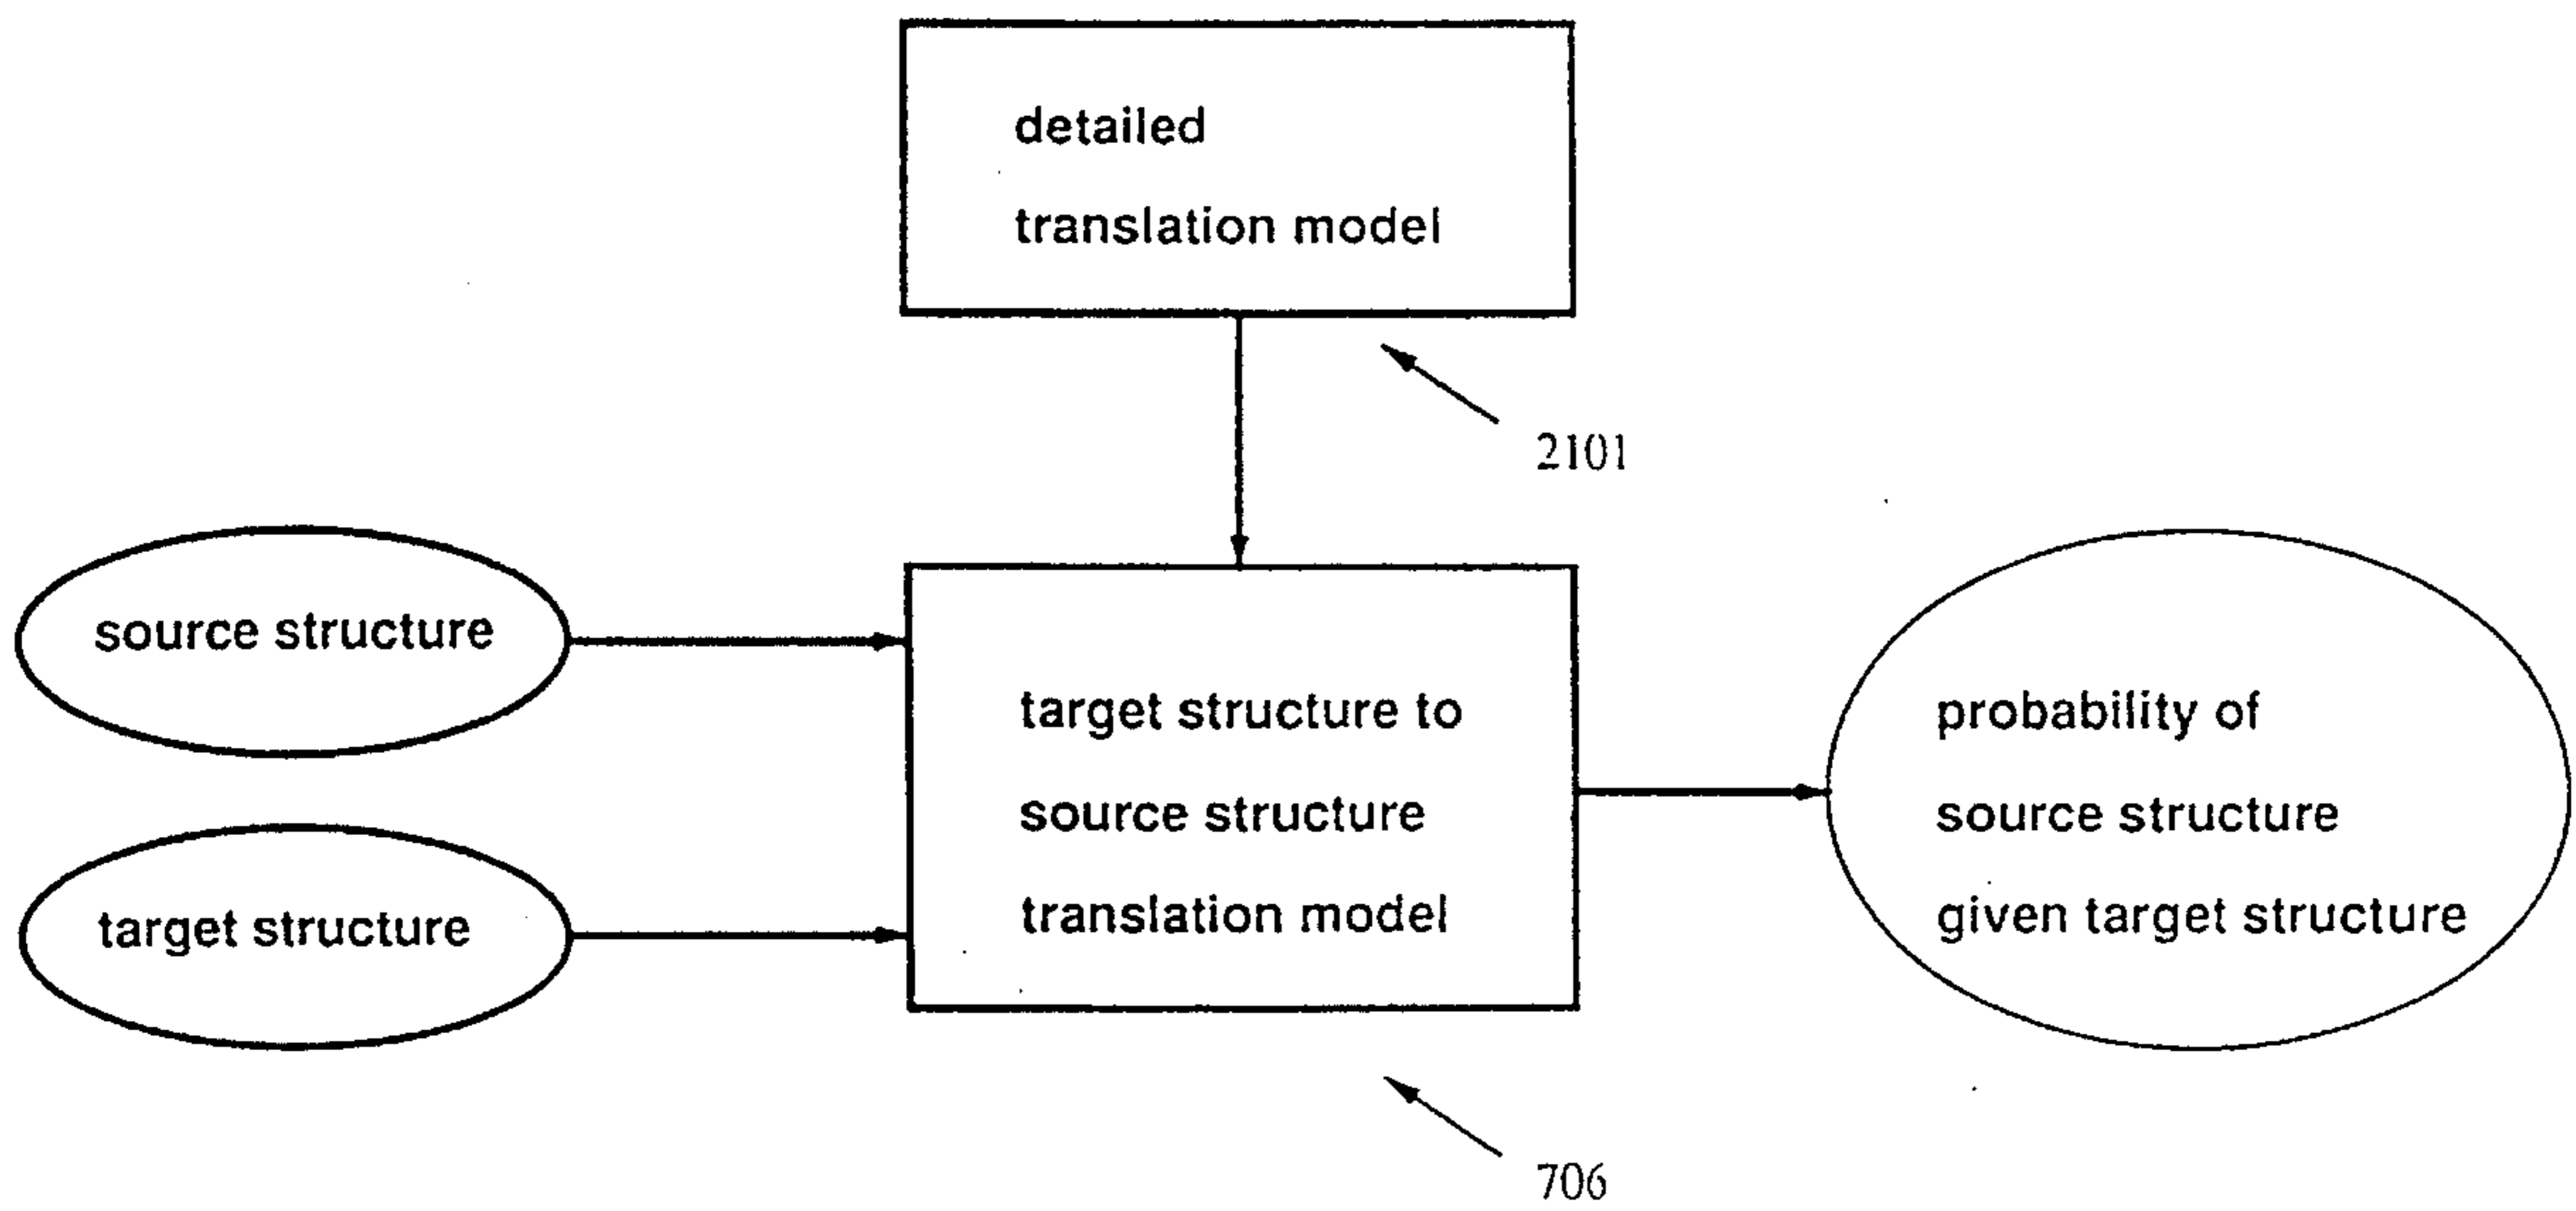 detailed
translation model
2101
source structure
target structure
target structure to
source structure
translation model
probability of
source structure
given target structure
706